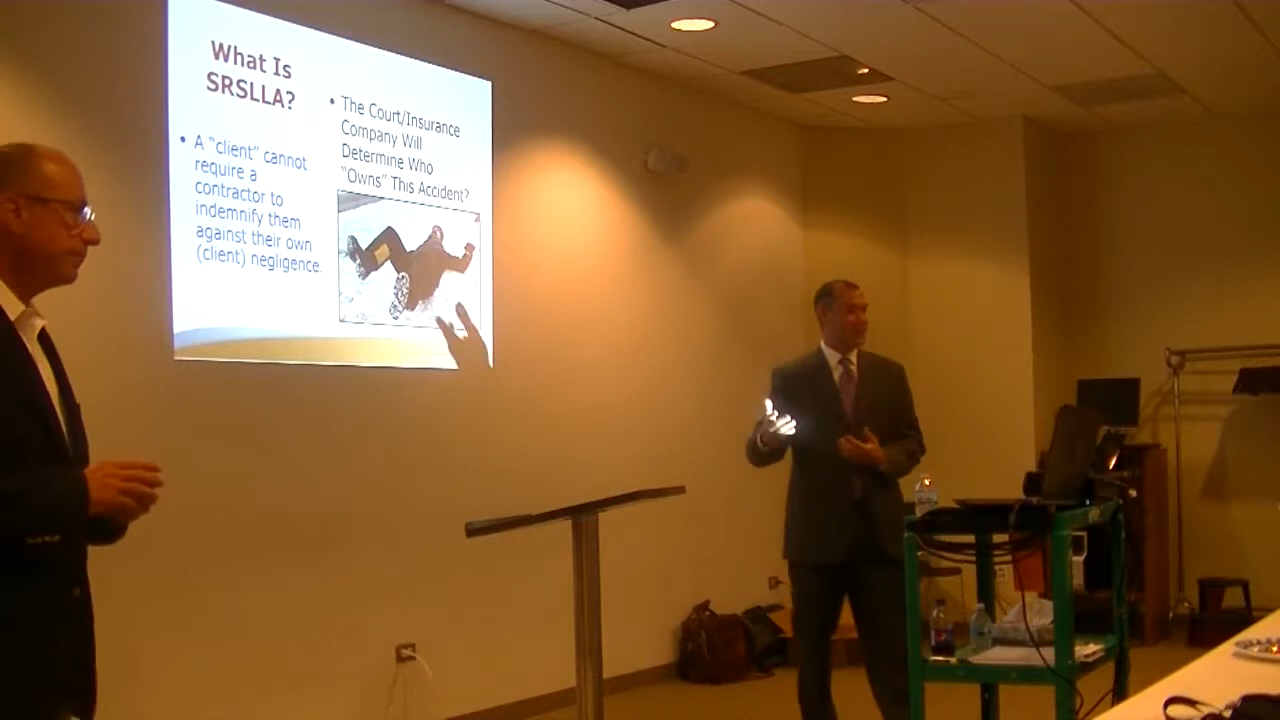 What Is
SRSLLA?
• A “client” cannot
require a
contractor to
indemnify them
against their own
(client) negligence.
• The Court/Insurance
Company Will
Determine Who
“Owns” This Accident?